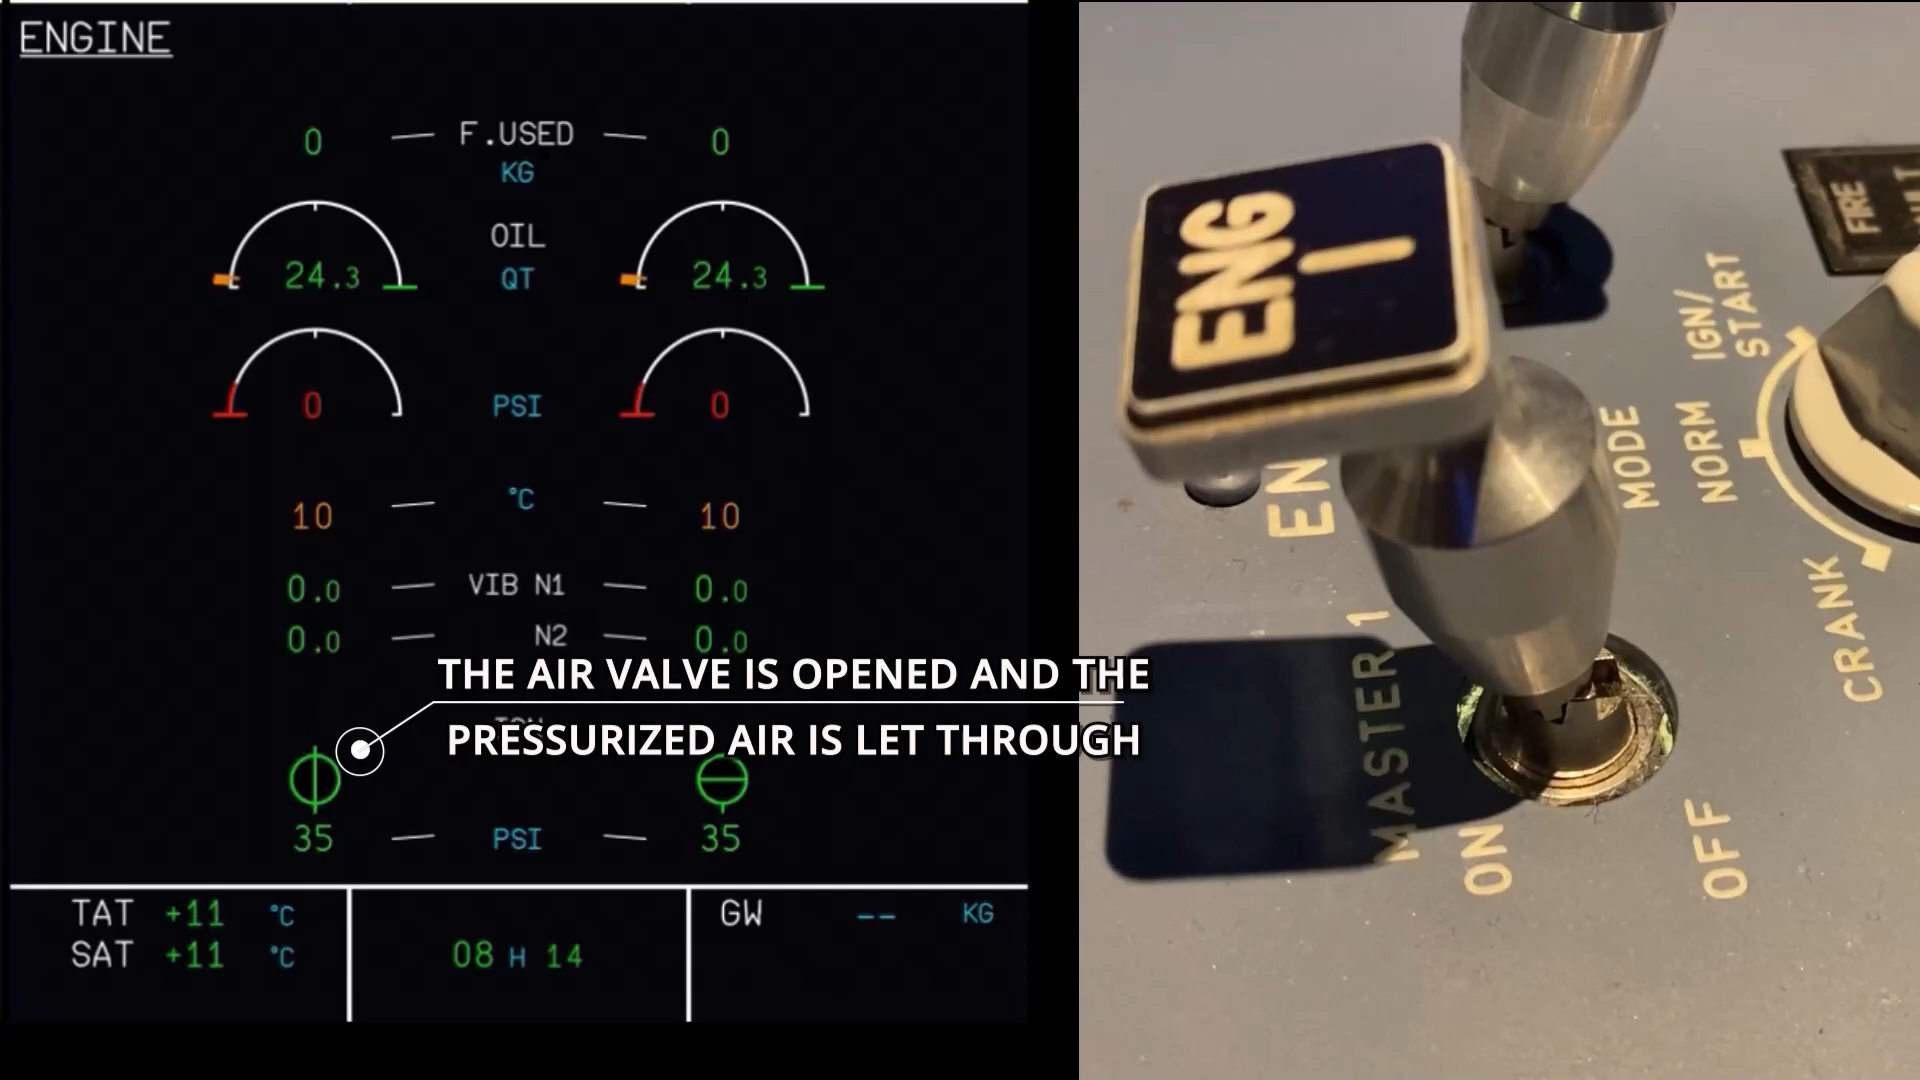 ENGINE
0 F.USED 0
KG
OIL
24.3 QT 24.3
0 PSI 0
10 °C 10
0.0 VIB N1 0.0
0.0 N2 0.0
THE AIR VALVE IS OPENED AND THE
PRESSURIZED AIR IS LET THROUGH
35 PSI 35
TAT +11 °C
SAT +11 °C
08 H 14
GW -- KG
ENG 1
FIRE
IGN/
START
MODE
NORM
CRANK
EN
MASTER 1
ON
OFF